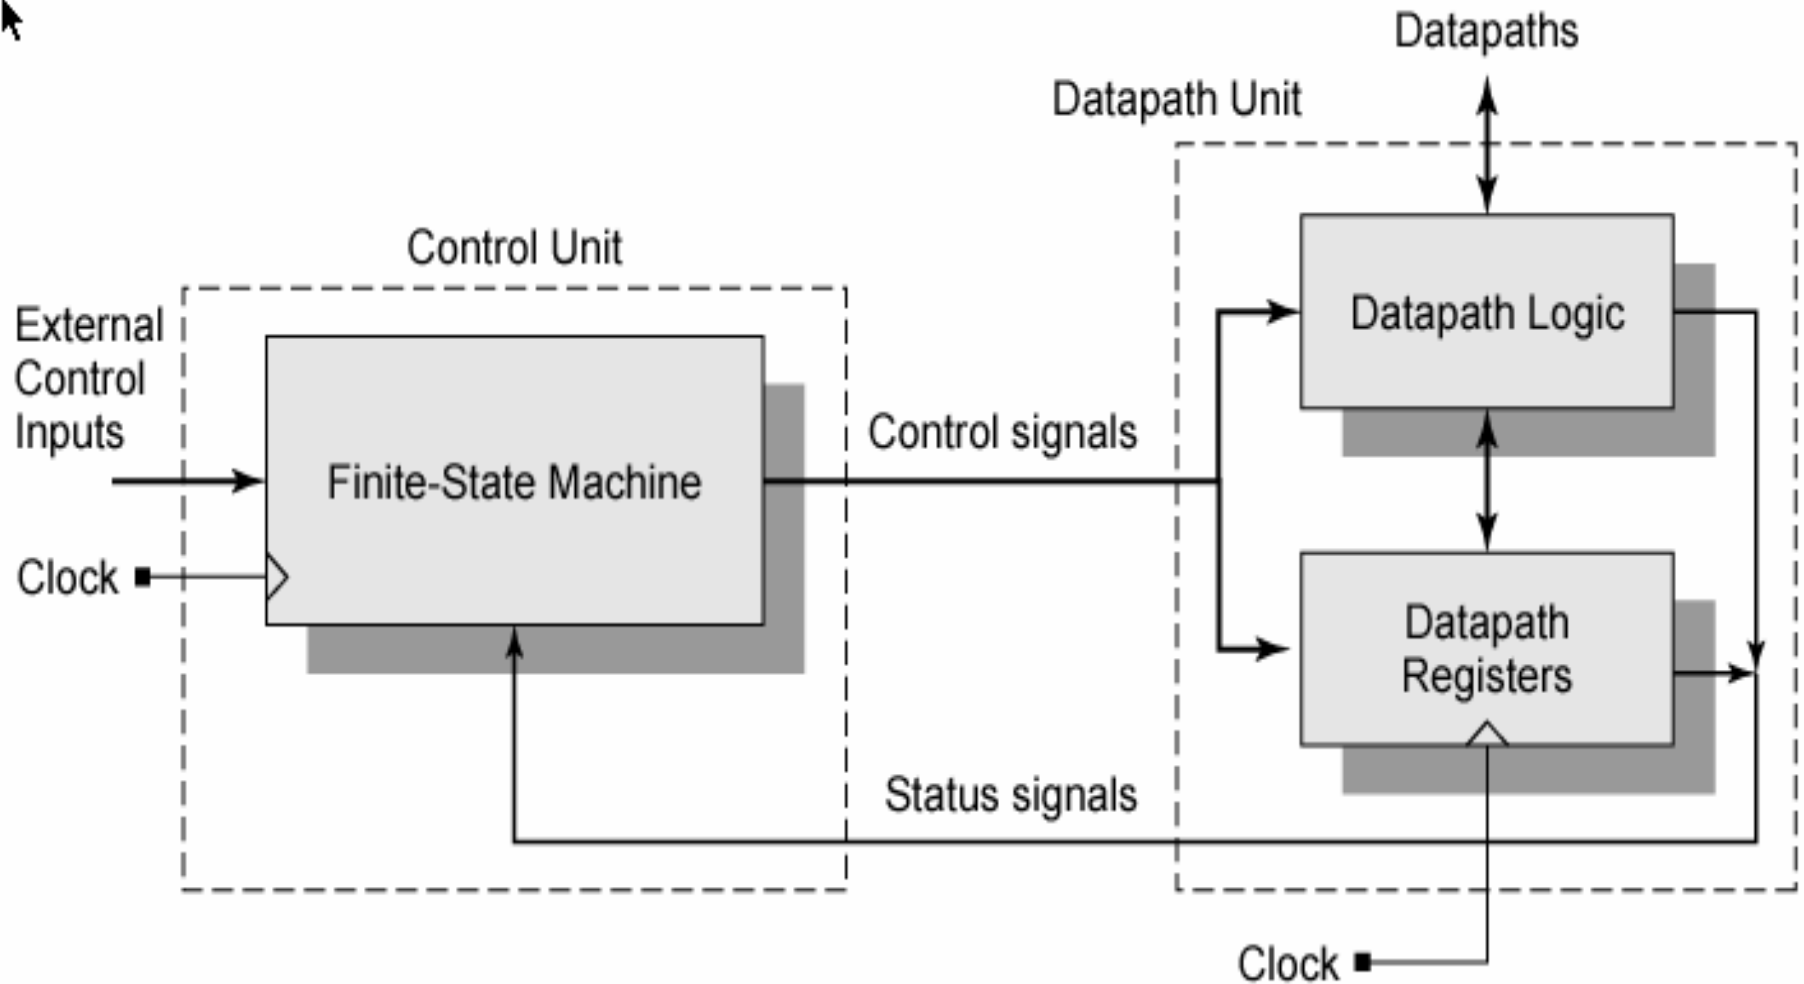 Datapaths
Datapath Unit
Control Unit
External
Control
Inputs
Datapath Logic
Control signals
Finite-State Machine
Clock
Datapath
Registers
Status signals
Clock